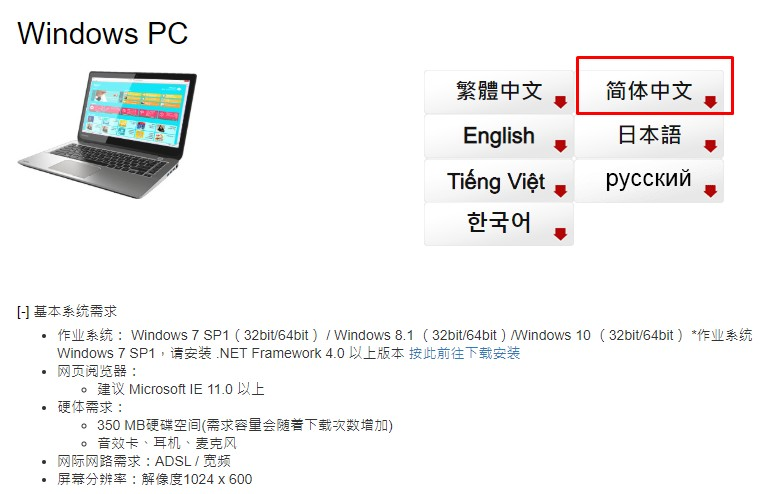 Windows PC
繁體中文
简体中文
English
日本語
Tiếng Việt
русский
한국어
[-] 基本系统需求
作业系统： Windows 7 SP1（32bit/64bit ） / Windows 8.1 （32bit/64bit）/Windows 10 （32bit/64bit） *作业系统
Windows 7 SP1，请安装 .NET Framework 4.0 以上版本 按此前往下载安装
网页阅览器：
建议 Microsoft IE 11.0 以上
硬体需求：
350 MB硬碟空间(需求容量会随着下载次数增加)
音效卡、耳机、麦克风
网际网路需求：ADSL / 宽频
屏幕分辨率：解像度1024 x 600